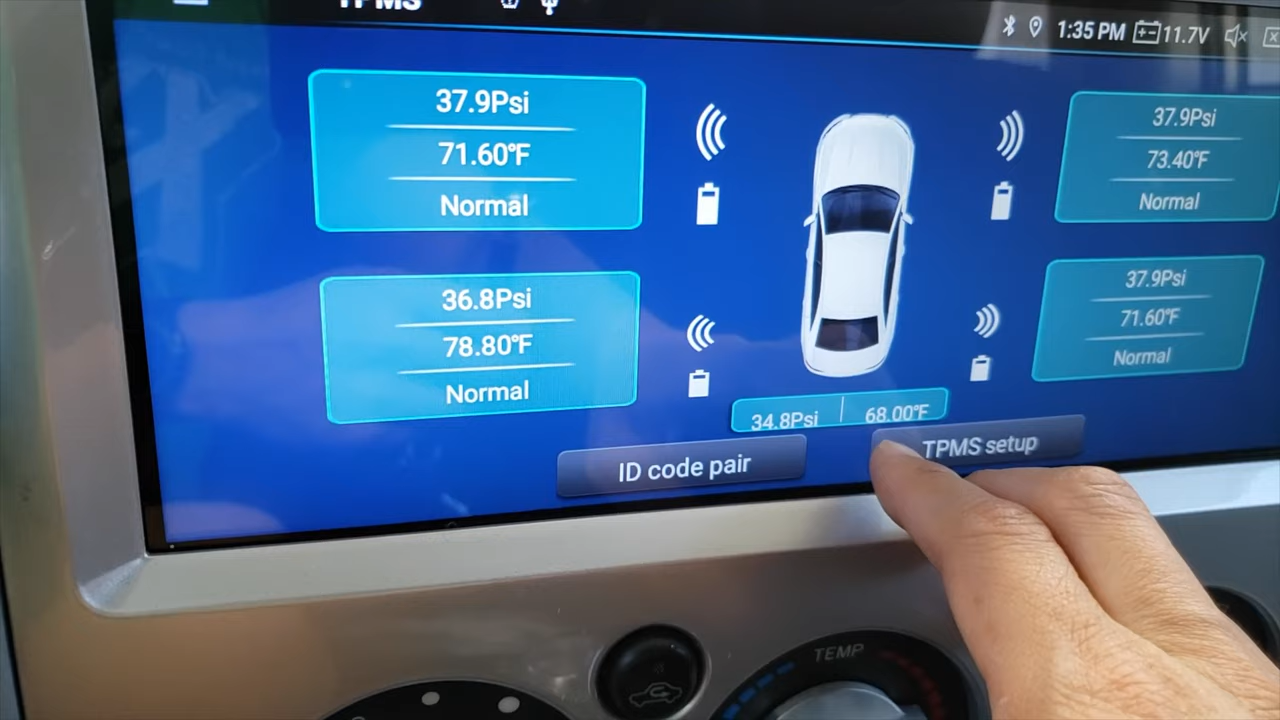 TPMS
1:35 PM 11.7V
37.9Psi
71.60°F
Normal
37.9Psi
73.40°F
Normal
36.8Psi
78.80°F
Normal
37.9Psi
71.60°F
Normal
34.8Psi 68.00°F
ID code pair
TPMS setup
TEMP